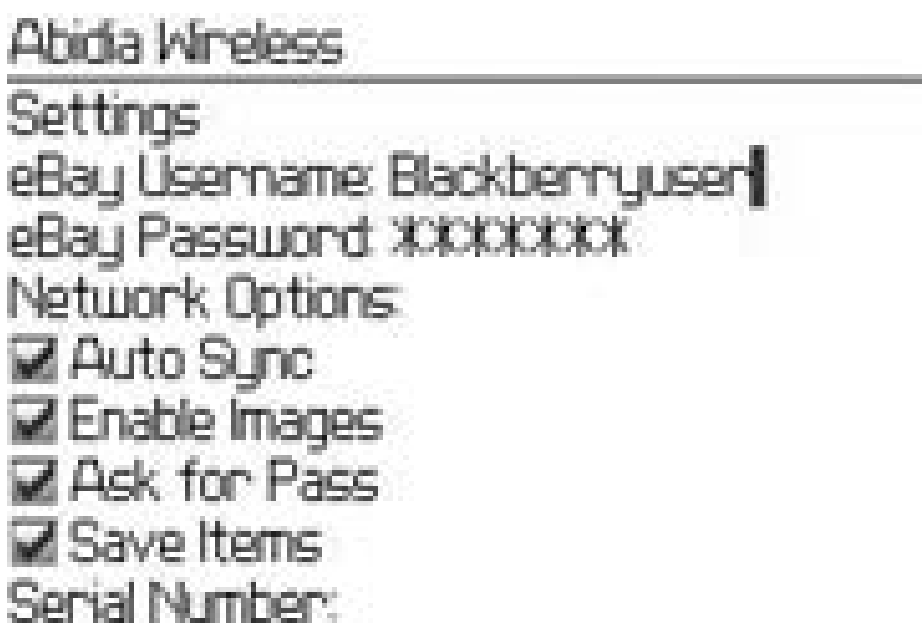 Abidia Wireless
Settings
eBay Username: Blackberryuser
eBay Password: ********
Network Options:
Auto Sync
Enable Images
Ask for Pass
Save Items
Serial Number: